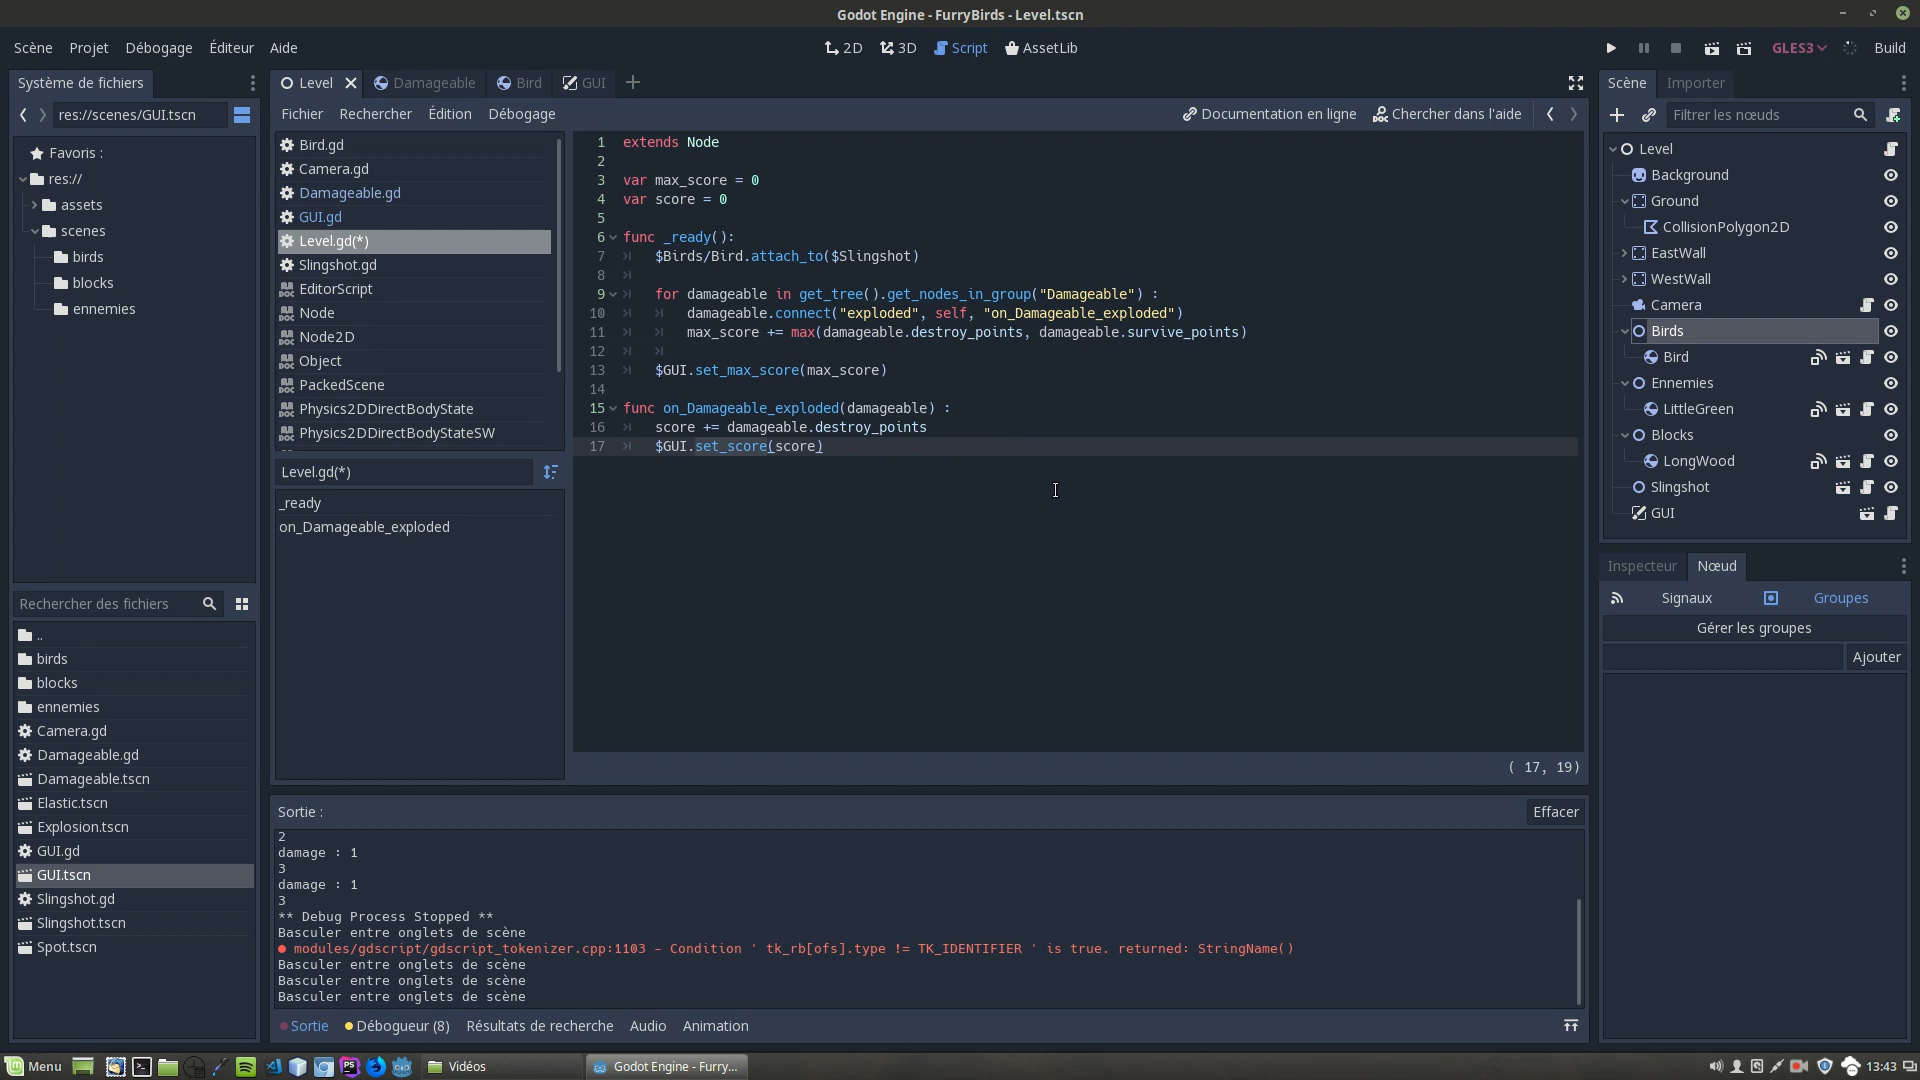 Godot Engine - FurryBirds - Level.tscn
Scène Projet Débogage Éditeur Aide
2D 3D Script AssetLib
GLES3 Build
Système de fichiers
res://scenes/GUI.tscn
Favoris :
res://
assets
scenes
birds
blocks
ennemies
Rechercher des fichiers
..
birds
blocks
ennemies
Camera.gd
Damageable.gd
Damageable.tscn
Elastic.tscn
Explosion.tscn
GUI.gd
GUI.tscn
Slingshot.gd
Slingshot.tscn
Spot.tscn
Level Damageable Bird GUI
Fichier Rechercher Édition Débogage
Documentation en ligne Chercher dans l'aide
Bird.gd
Camera.gd
Damageable.gd
GUI.gd
Level.gd(*)
Slingshot.gd
EditorScript
Node
Node2D
Object
PackedScene
Physics2DDirectBodyState
Physics2DDirectBodyStateSW
Level.gd(*)
_ready
on_Damageable_exploded
1 extends Node
2
3 var max_score = 0
4 var score = 0
5
6 func _ready():
7 $Birds/Bird.attach_to($Slingshot)
8
9 for damageable in get_tree().get_nodes_in_group("Damageable") :
10 damageable.connect("exploded", self, "on_Damageable_exploded")
11 max_score += max(damageable.destroy_points, damageable.survive_points)
12
13 $GUI.set_max_score(max_score)
14
15 func on_Damageable_exploded(damageable) :
16 score += damageable.destroy_points
17 $GUI.set_score(score)
( 17, 19)
Sortie :
Effacer
2
damage : 1
3
damage : 1
3
** Debug Process Stopped **
Basculer entre onglets de scène
modules/gdscript/gdscript_tokenizer.cpp:1103 - Condition ' tk_rb[ofs].type != TK_IDENTIFIER ' is true. returned: StringName()
Basculer entre onglets de scène
Basculer entre onglets de scène
Basculer entre onglets de scène
Sortie Débogueur (8) Résultats de recherche Audio Animation
Scène Importer
Filtrer les nœuds
Level
Background
Ground
CollisionPolygon2D
EastWall
WestWall
Camera
Birds
Bird
Ennemies
LittleGreen
Blocks
LongWood
Slingshot
GUI
Inspecteur Nœud
Signaux Groupes
Gérer les groupes
Ajouter
Menu
PS
Vidéos
Godot Engine - Furry...
13:43